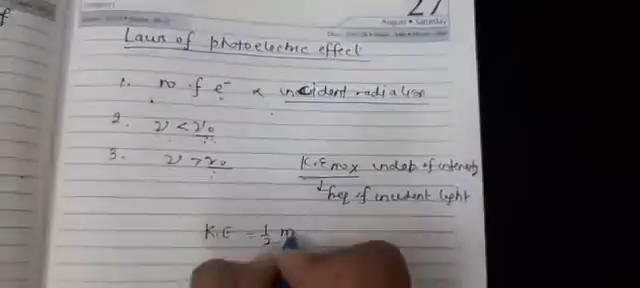 27
August • Saturday
Laws of photoelectric effect
1. no. of e⁻ ∝ incident radiation
2. ν < ν₀
3. ν > ν₀ K.E max indep. of intensity
↳ freq of incident light
K.E = 1/2 m